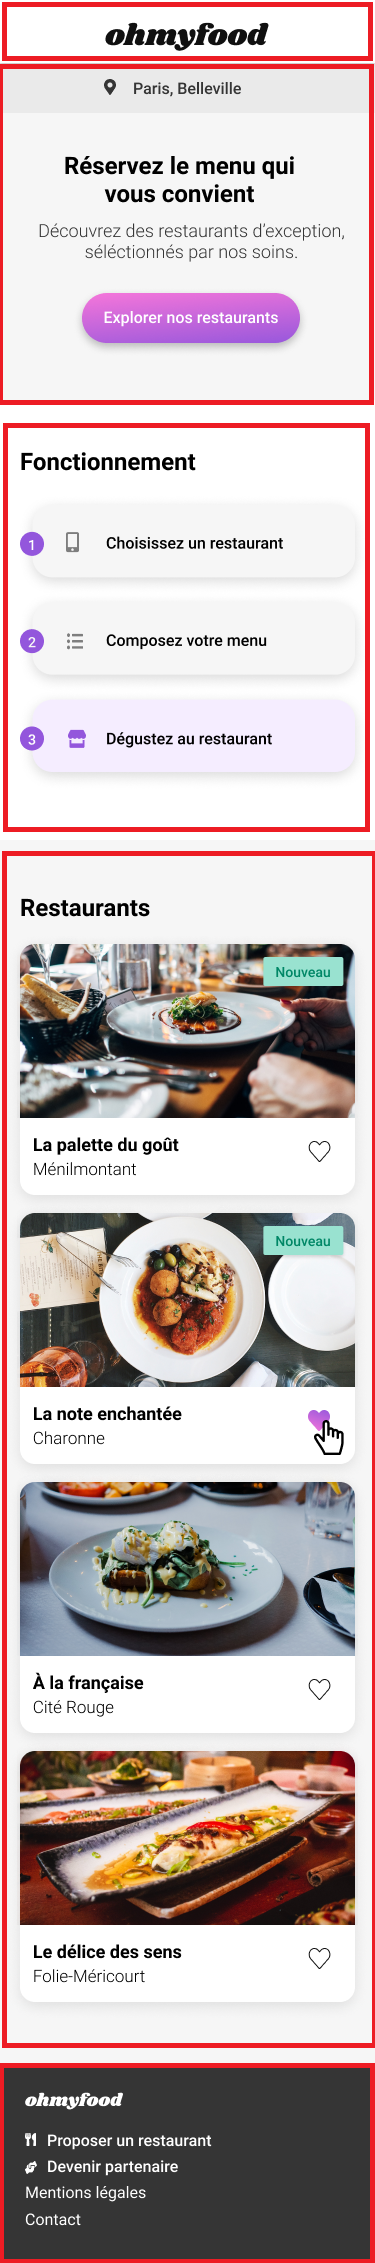 ohmyfood
Paris, Belleville
Réservez le menu qui
vous convient
Découvrez des restaurants d'exception,
séléctionnés par nos soins.
Explorer nos restaurants
Fonctionnement
1 Choisissez un restaurant
2 Composez votre menu
3 Dégustez au restaurant
Restaurants
Nouveau
La palette du goût
Ménilmontant
Nouveau
La note enchantée
Charonne
À la française
Cité Rouge
Le délice des sens
Folie-Méricourt
ohmyfood
Proposer un restaurant
Devenir partenaire
Mentions légales
Contact